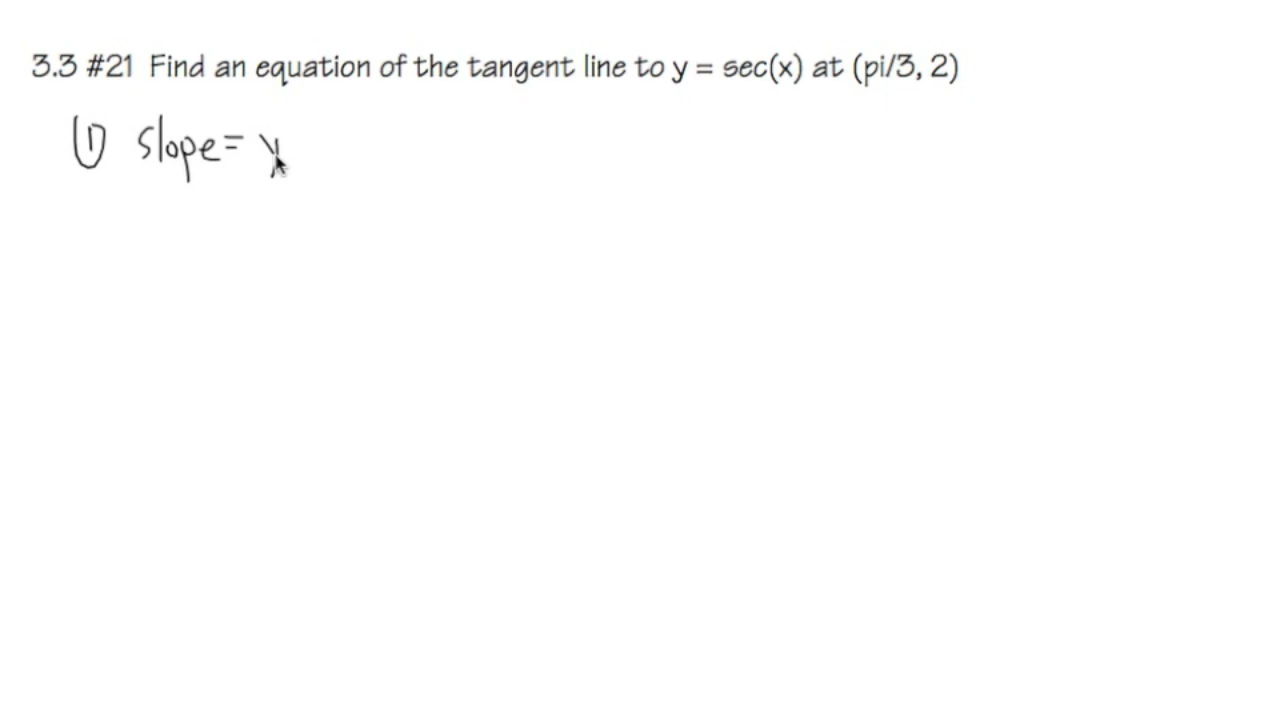 3.3 #21 Find an equation of the tangent line to y = sec(x) at (pi/3, 2)
① slope= y